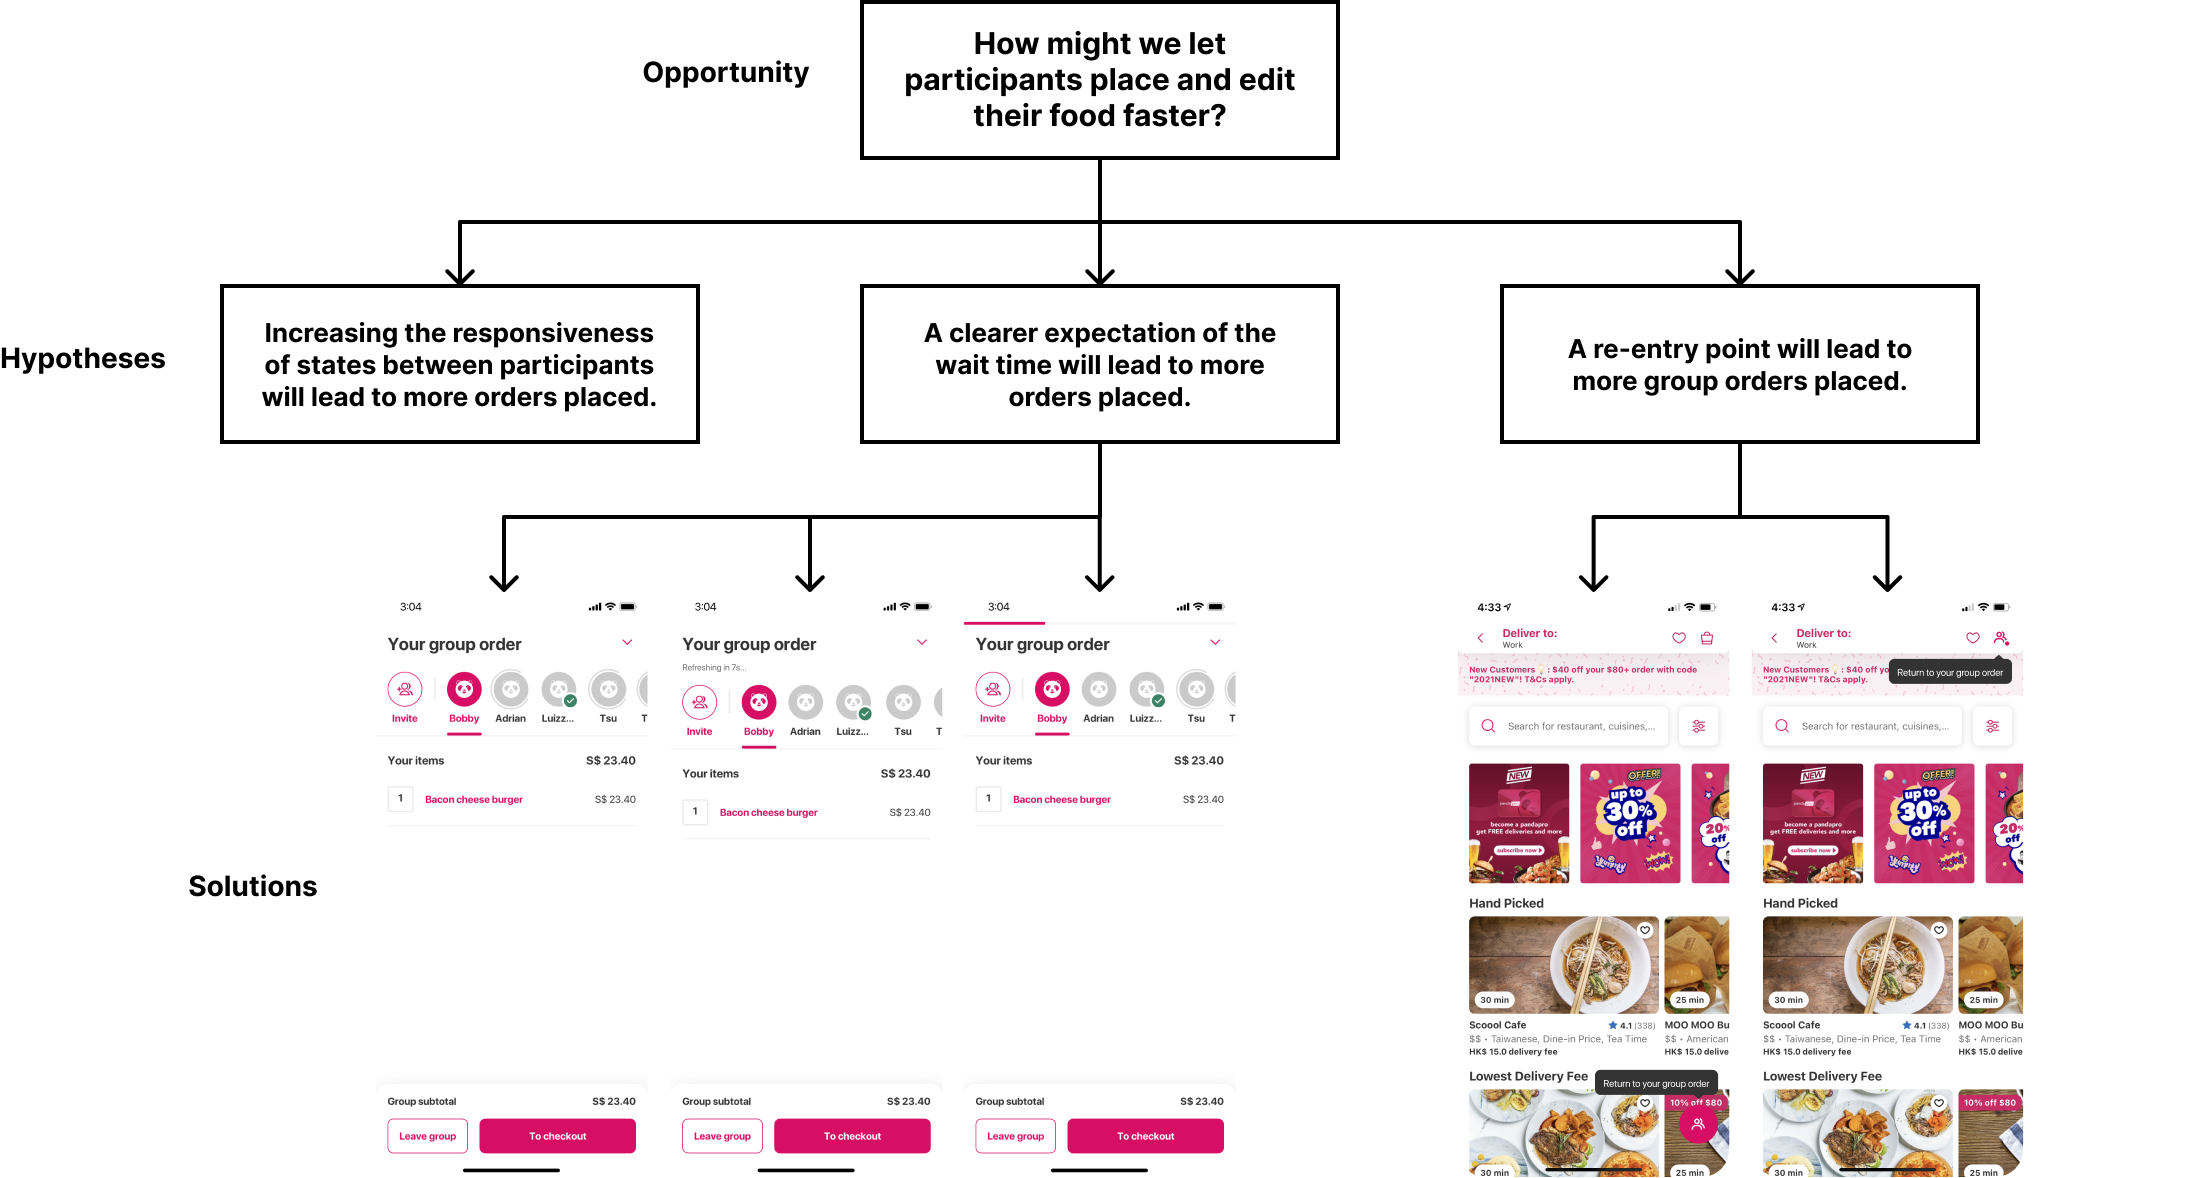 Opportunity
How might we let
participants place and edit
their food faster?
Hypotheses
Increasing the responsiveness
of states between participants
will lead to more orders placed.
A clearer expectation of the
wait time will lead to more
orders placed.
A re-entry point will lead to
more group orders placed.
Solutions
3:04
Your group order
Invite
Bobby
Adrian
Luizz...
Tsu
T
Your items
S$ 23.40
1
Bacon cheese burger
S$ 23.40
Group subtotal
S$ 23.40
Leave group
To checkout
3:04
Your group order
Refreshing in 7s...
Invite
Bobby
Adrian
Luizz...
Tsu
T
Your items
S$ 23.40
1
Bacon cheese burger
S$ 23.40
Group subtotal
S$ 23.40
Leave group
To checkout
3:04
Your group order
Invite
Bobby
Adrian
Luizz...
Tsu
T
Your items
S$ 23.40
1
Bacon cheese burger
S$ 23.40
Group subtotal
S$ 23.40
Leave group
To checkout
4:33
Deliver to:
Work
New Customers : $40 off your $80+ order with code
"2021NEW"! T&Cs apply.
Search for restaurant, cuisines,...
NEW
become a pandapro
get FREE deliveries and more
subscribe now
OFFER!
up to
30%
off
Yummy!
WOW!
20%
off
Hand Picked
30 min
25 min
Scoool Cafe
4.1 (338)
$$ • Taiwanese, Dine-in Price, Tea Time
HK$ 15.0 delivery fee
MOO MOO Bu
$$ • American
HK$ 15.0 delive
Lowest Delivery Fee
Return to your group order
10% off $80
30 min
25 min
4:33
Deliver to:
Work
New Customers : $40 off yo
"2021NEW"! T&Cs apply.
Return to your group order
Search for restaurant, cuisines,...
NEW
become a pandapro
get FREE deliveries and more
subscribe now
OFFER!
up to
30%
off
Yummy!
WOW!
20%
off
Hand Picked
30 min
25 min
Scoool Cafe
4.1 (338)
$$ • Taiwanese, Dine-in Price, Tea Time
HK$ 15.0 delivery fee
MOO MOO Bu
$$ • American
HK$ 15.0 delive
Lowest Delivery Fee
10% off $80
30 min
25 min